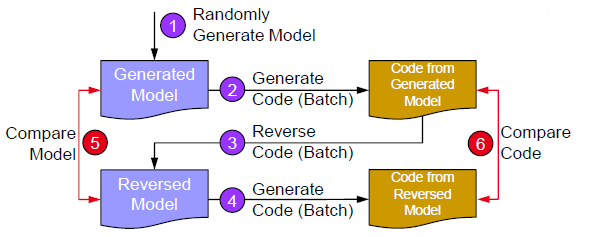 1 Randomly
Generate Model
Generated
Model
2 Generate
Code (Batch)
Code from
Generated
Model
Compare
Model
5
3 Reverse
Code (Batch)
6 Compare
Code
Reversed
Model
4 Generate
Code (Batch)
Code from
Reversed
Model